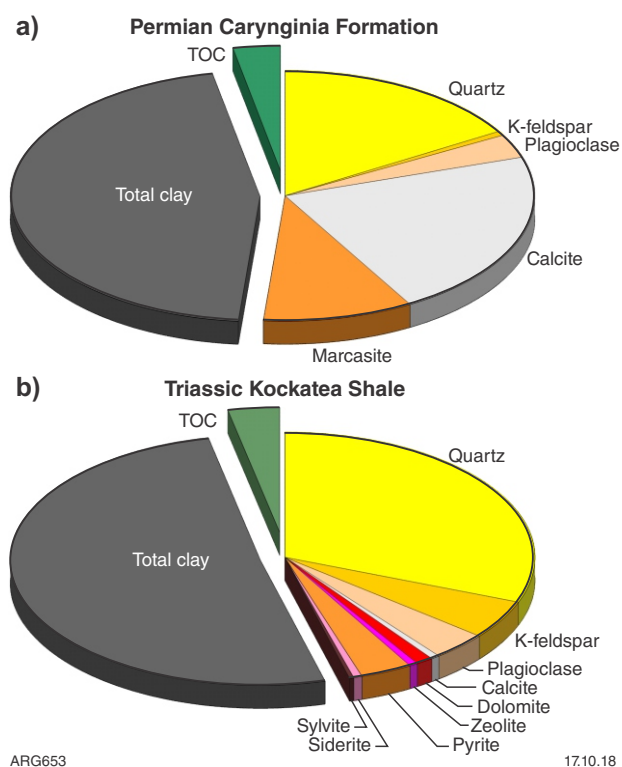 a)
Permian Carynginia Formation
TOC
Quartz
K-feldspar
Plagioclase
Total clay
Calcite
Marcasite
b)
Triassic Kockatea Shale
TOC
Quartz
Total clay
K-feldspar
Plagioclase
Calcite
Dolomite
Zeolite
Sylvite
Siderite
Pyrite
ARG653
17.10.18